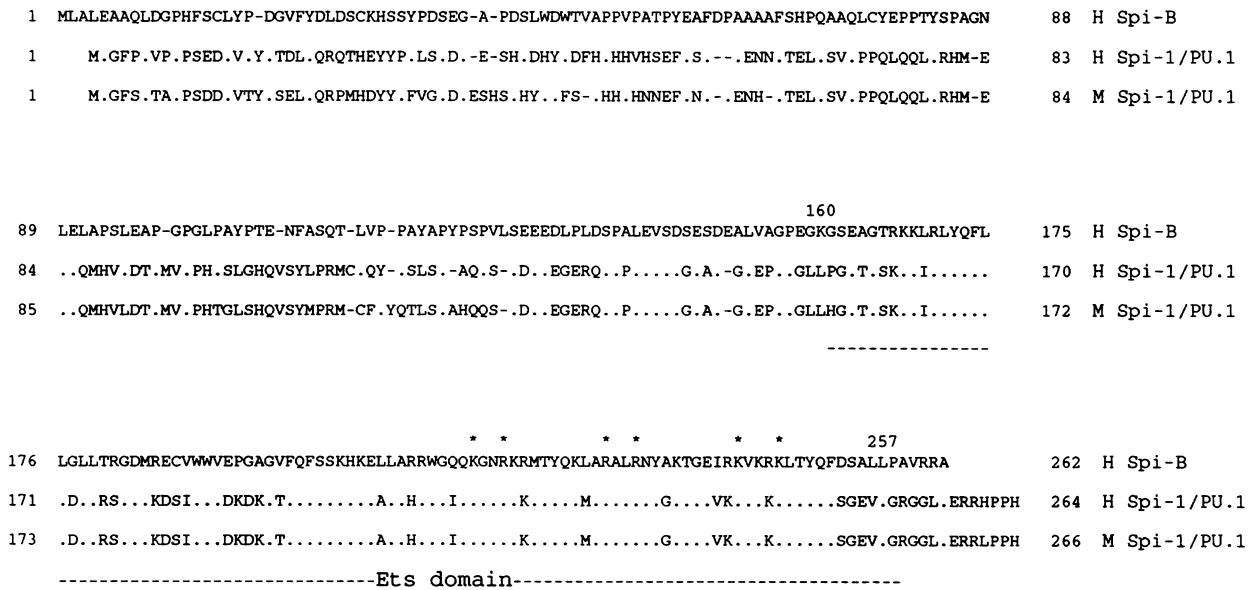 1 MLALEAAQLDGPHFSCLYP-DGVFYDLDSCKHSSYPDSEG-A-PDSLWDWTVAPPVPATPYEAFDPAAAAFSHPQAAQLCYEPPTYSPAGN 88 H Spi-B
1 M.GFP.VP.PSED.V.Y.TDL.QRQTHEYYP.LS.D.-E-SH.DHY.DFH.HHVHSEF.S.--.ENN.TEL.SV.PPQLQQL.RHM-E 83 H Spi-1/PU.1
1 M.GFS.TA.PSDD.VTY.SEL.QRPMHDYY.FVG.D.ESHS.HY..FS-.HH.HNNEF.N.-.ENH-.TEL.SV.PPQLQQL.RHM-E 84 M Spi-1/PU.1
160
89 LELAPSLEAP-GPGLPAYPTE-NFASQT-LVP-PAYAPYPSPVLSEEEDLPLDSPALEVSDSESDEALVAGPEGKGSEAGTRKKLRLYQFL 175 H Spi-B
84 ..QMHV.DT.MV.PH.SLGHQVSYLPRMC.QY-.SLS.-AQ.S-.D..EGERQ..P.....G.A.-G.EP..GLLPG.T.SK..I...... 170 H Spi-1/PU.1
85 ..QMHVLDT.MV.PHTGLSHQVSYMPRM-CF.YQTLS.AHQQS-.D..EGERQ..P.....G.A.-G.EP..GLLHG.T.SK..I...... 172 M Spi-1/PU.1
----------------
* * * * * * 257
176 LGLLTRGDMRECVWWVEPGAGVFQFSSKHKELLARRWGQQKGNRKRMTYQKLARALRNYAKTGEIRKVKRKLTYQFDSALLPAVRRA 262 H Spi-B
171 .D..RS...KDSI...DKDK.T.........A..H...I.......K.....M.......G....VK...K......SGEV.GRGGL.ERRHPPH 264 H Spi-1/PU.1
173 .D..RS...KDSI...DKDK.T.........A..H...I.......K.....M.......G....VK...K......SGEV.GRGGL.ERRLPPH 266 M Spi-1/PU.1
-------------------------------Ets domain--------------------------------------